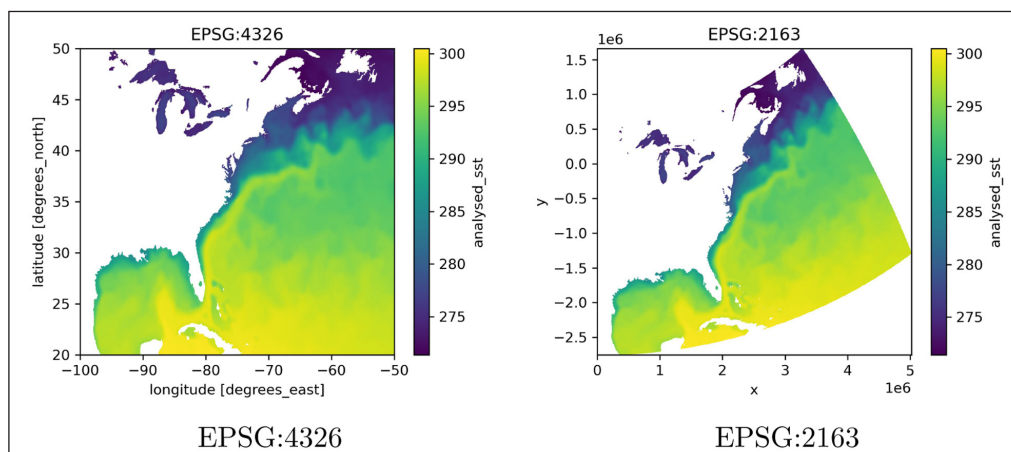 EPSG:4326
50
45
40
35
30
25
20
latitude [degrees_north]
−100 −90 −80 −70 −60 −50
longitude [degrees_east]
300
295
290
285
280
275
analysed_sst
EPSG:4326
EPSG:2163
1e6
1.5
1.0
0.5
0.0
−0.5
−1.0
−1.5
−2.0
−2.5
y
0 1 2 3 4 5
1e6
x
300
295
290
285
280
275
analysed_sst
EPSG:2163